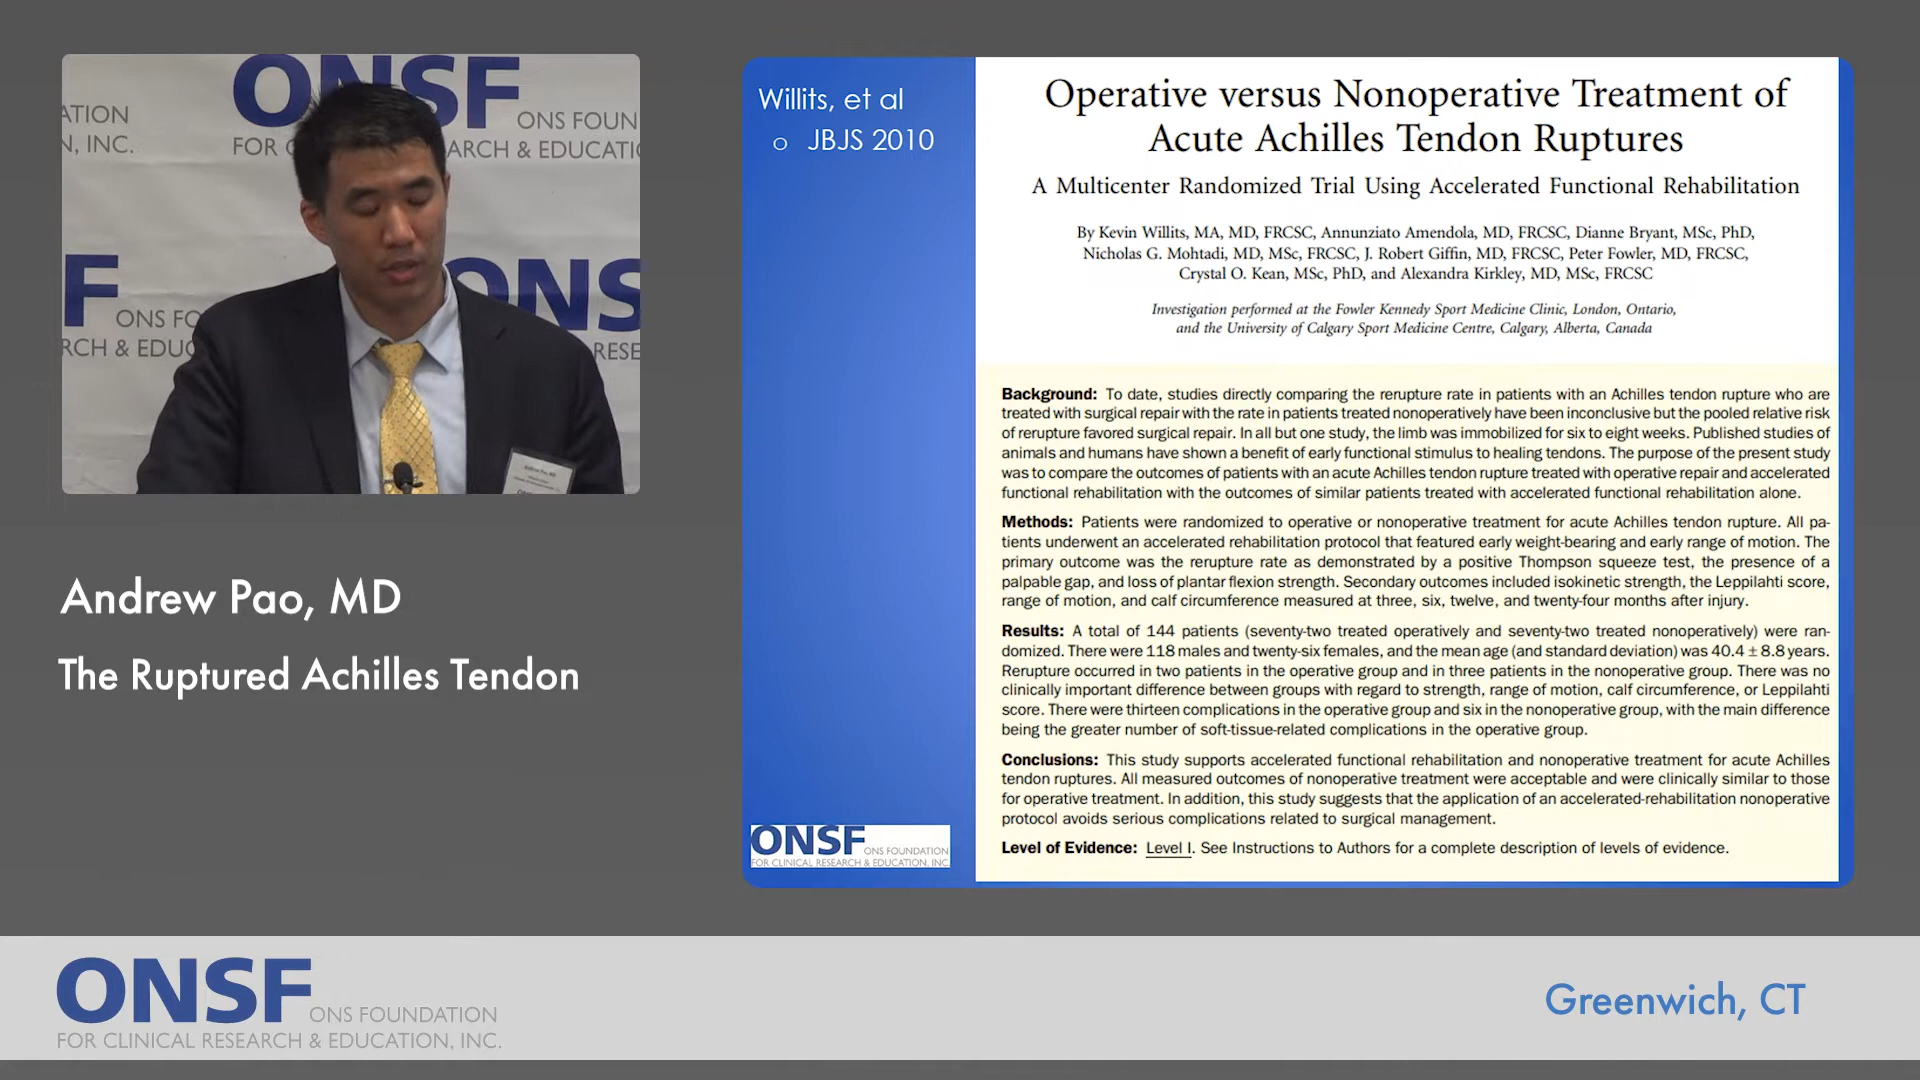 ONSF
ATION
ONS FOUN
N, INC.
FOR
ARCH & EDUCATI
F
ONS
ONS FO
RCH & EDUC
RESE
Andrew Pao, MD
Andrew Pao, MD
The Ruptured Achilles Tendon
Willits, et al
o JBJS 2010
ONSF ONS FOUNDATION
FOR CLINICAL RESEARCH & EDUCATION, INC.
Operative versus Nonoperative Treatment of
Acute Achilles Tendon Ruptures
A Multicenter Randomized Trial Using Accelerated Functional Rehabilitation
By Kevin Willits, MA, MD, FRCSC, Annunziato Amendola, MD, FRCSC, Dianne Bryant, MSc, PhD,
Nicholas G. Mohtadi, MD, MSc, FRCSC, J. Robert Giffin, MD, FRCSC, Peter Fowler, MD, FRCSC,
Crystal O. Kean, MSc, PhD, and Alexandra Kirkley, MD, MSc, FRCSC
Investigation performed at the Fowler Kennedy Sport Medicine Clinic, London, Ontario,
and the University of Calgary Sport Medicine Centre, Calgary, Alberta, Canada
Background: To date, studies directly comparing the rerupture rate in patients with an Achilles tendon rupture who are
treated with surgical repair with the rate in patients treated nonoperatively have been inconclusive but the pooled relative risk
of rerupture favored surgical repair. In all but one study, the limb was immobilized for six to eight weeks. Published studies of
animals and humans have shown a benefit of early functional stimulus to healing tendons. The purpose of the present study
was to compare the outcomes of patients with an acute Achilles tendon rupture treated with operative repair and accelerated
functional rehabilitation with the outcomes of similar patients treated with accelerated functional rehabilitation alone.
Methods: Patients were randomized to operative or nonoperative treatment for acute Achilles tendon rupture. All pa-
tients underwent an accelerated rehabilitation protocol that featured early weight-bearing and early range of motion. The
primary outcome was the rerupture rate as demonstrated by a positive Thompson squeeze test, the presence of a
palpable gap, and loss of plantar flexion strength. Secondary outcomes included isokinetic strength, the Leppilahti score,
range of motion, and calf circumference measured at three, six, twelve, and twenty-four months after injury.
Results: A total of 144 patients (seventy-two treated operatively and seventy-two treated nonoperatively) were ran-
domized. There were 118 males and twenty-six females, and the mean age (and standard deviation) was 40.4 ± 8.8 years.
Rerupture occurred in two patients in the operative group and in three patients in the nonoperative group. There was no
clinically important difference between groups with regard to strength, range of motion, calf circumference, or Leppilahti
score. There were thirteen complications in the operative group and six in the nonoperative group, with the main difference
being the greater number of soft-tissue-related complications in the operative group.
Conclusions: This study supports accelerated functional rehabilitation and nonoperative treatment for acute Achilles
tendon ruptures. All measured outcomes of nonoperative treatment were acceptable and were clinically similar to those
for operative treatment. In addition, this study suggests that the application of an accelerated-rehabilitation nonoperative
protocol avoids serious complications related to surgical management.
Level of Evidence: Level I. See Instructions to Authors for a complete description of levels of evidence.
ONSF ONS FOUNDATION
FOR CLINICAL RESEARCH & EDUCATION, INC.
Greenwich, CT